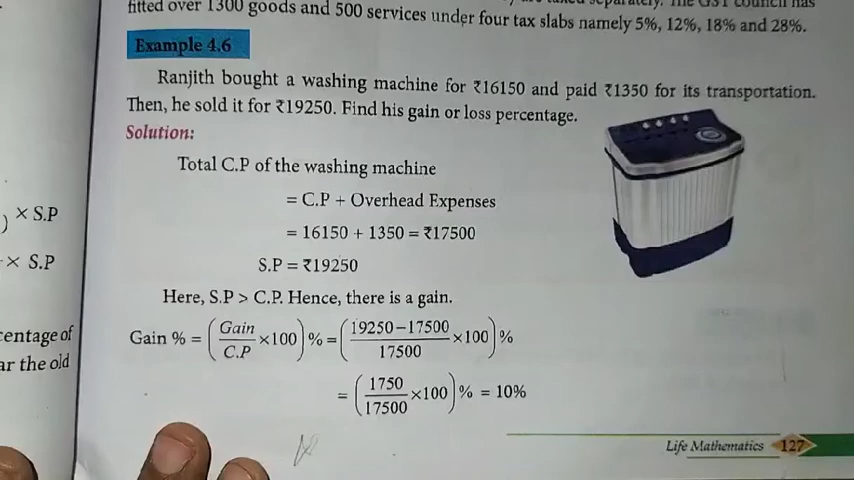 fitted over 1300 goods and 500 services under four tax slabs namely 5%, 12%, 18% and 28%.
Example 4.6
Ranjith bought a washing machine for ₹16150 and paid ₹1350 for its transportation.
Then, he sold it for ₹19250. Find his gain or loss percentage.
Solution:
Total C.P of the washing machine
= C.P + Overhead Expenses
) × S.P
= 16150 + 1350 = ₹17500
× S.P
S.P = ₹19250
Here, S.P > C.P. Hence, there is a gain.
centage of
Gain % = (Gain/C.P ×100) % = (19250−17500/17500 ×100) %
ar the old
= (1750/17500 ×100) % = 10%
Life Mathematics 127